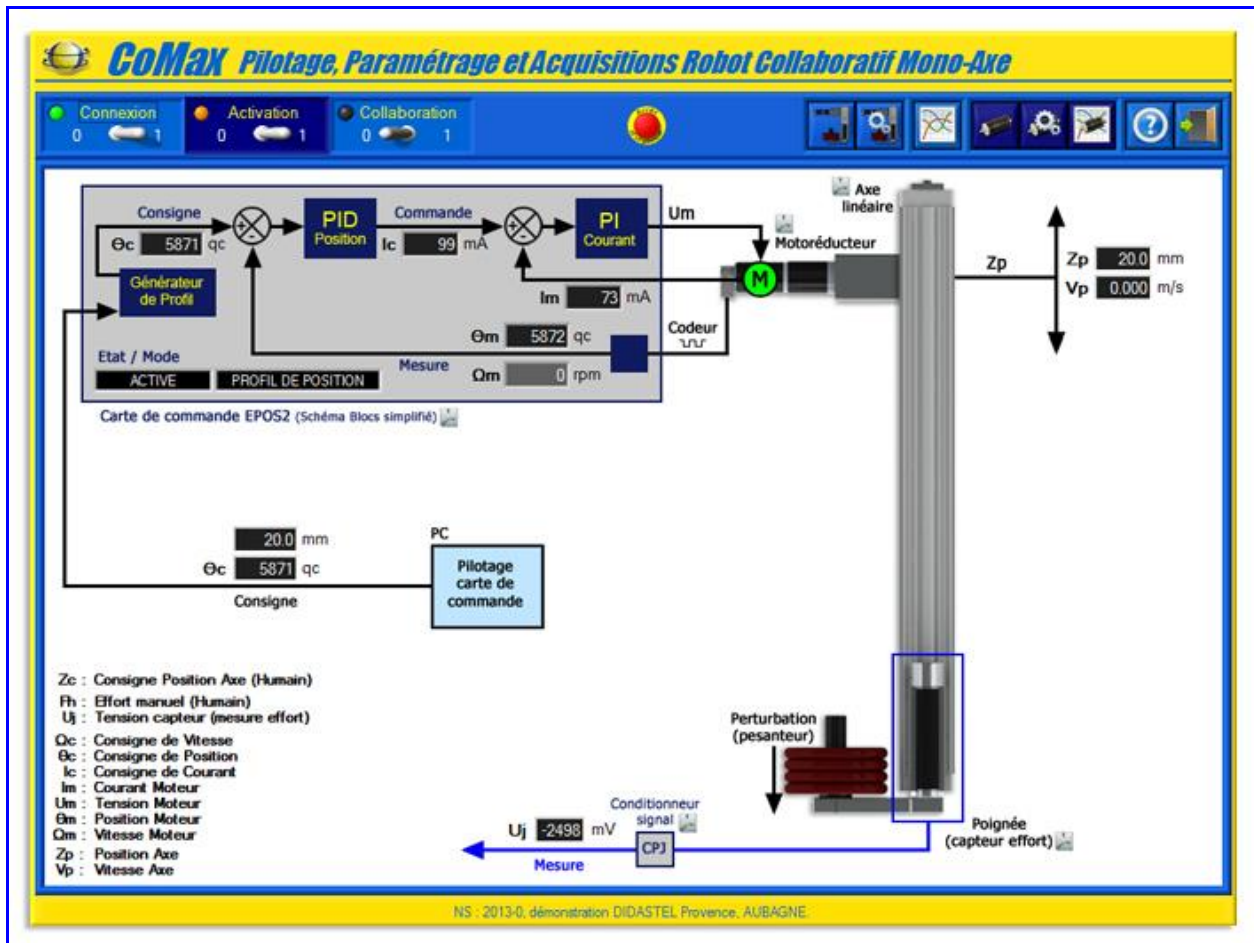 CoMax Pilotage, Paramétrage et Acquisitions Robot Collaboratif Mono-Axe
Connexion
0 1
Activation
0 1
Collaboration
0 1
Consigne
Θc 5871 qc
PID
Position
Commande
Ic 99 mA
PI
Courant
Um
Générateur
de Profil
Im 73 mA
Θm 5872 qc
Mesure
Ωm 0 rpm
Codeur
Etat / Mode
ACTIVE
PROFIL DE POSITION
Carte de commande EPOS2 (Schéma Blocs simplifié)
Axe
linéaire
Motoréducteur
M
Zp
Zp 20.0 mm
Vp 0.000 m/s
20.0 mm
Θc 5871 qc
Consigne
PC
Pilotage
carte de
commande
Zc : Consigne Position Axe (Humain)
Fh : Effort manuel (Humain)
Uj : Tension capteur (mesure effort)
Ωc : Consigne de Vitesse
Θc : Consigne de Position
Ic : Consigne de Courant
Im : Courant Moteur
Um : Tension Moteur
Θm : Position Moteur
Ωm : Vitesse Moteur
Zp : Position Axe
Vp : Vitesse Axe
Perturbation
(pesanteur)
Conditionneur
signal
Uj -2498 mV
CPJ
Mesure
Poignée
(capteur effort)
NS : 2013-0, démonstration DIDASTEL Provence, AUBAGNE.